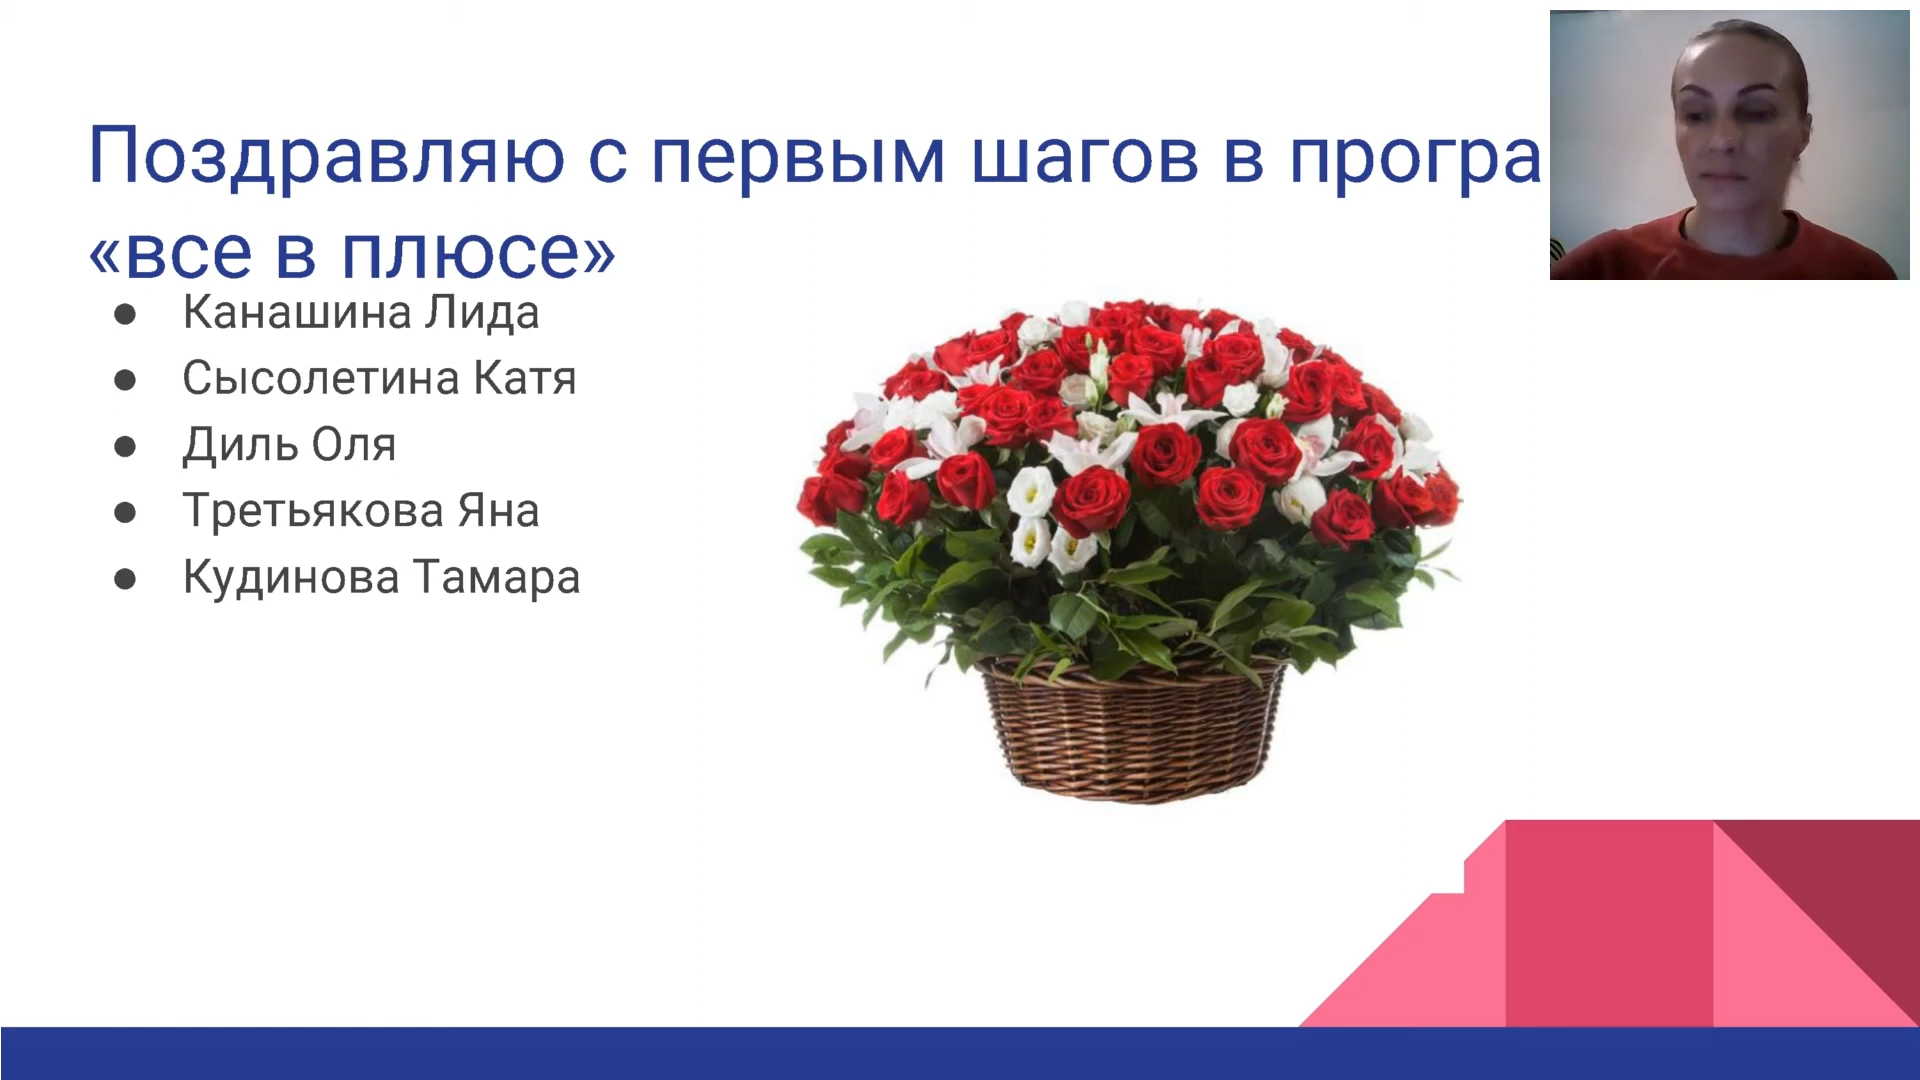 Поздравляю с первым шагов в програ
«все в плюсе»
● Канашина Лида
● Сысолетина Катя
● Диль Оля
● Третьякова Яна
● Кудинова Тамара